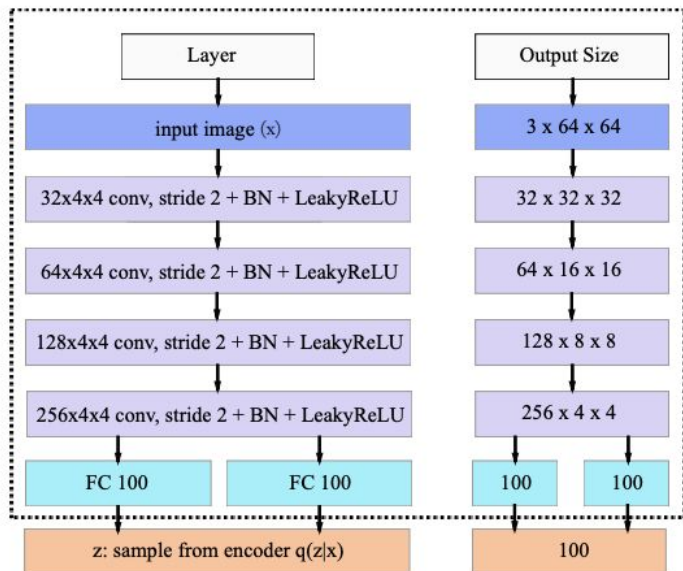 Layer
Output Size
input image (x)
3 x 64 x 64
32x4x4 conv, stride 2 + BN + LeakyReLU
32 x 32 x 32
64x4x4 conv, stride 2 + BN + LeakyReLU
64 x 16 x 16
128x4x4 conv, stride 2 + BN + LeakyReLU
128 x 8 x 8
256x4x4 conv, stride 2 + BN + LeakyReLU
256 x 4 x 4
FC 100
FC 100
100
100
z: sample from encoder q(z|x)
100